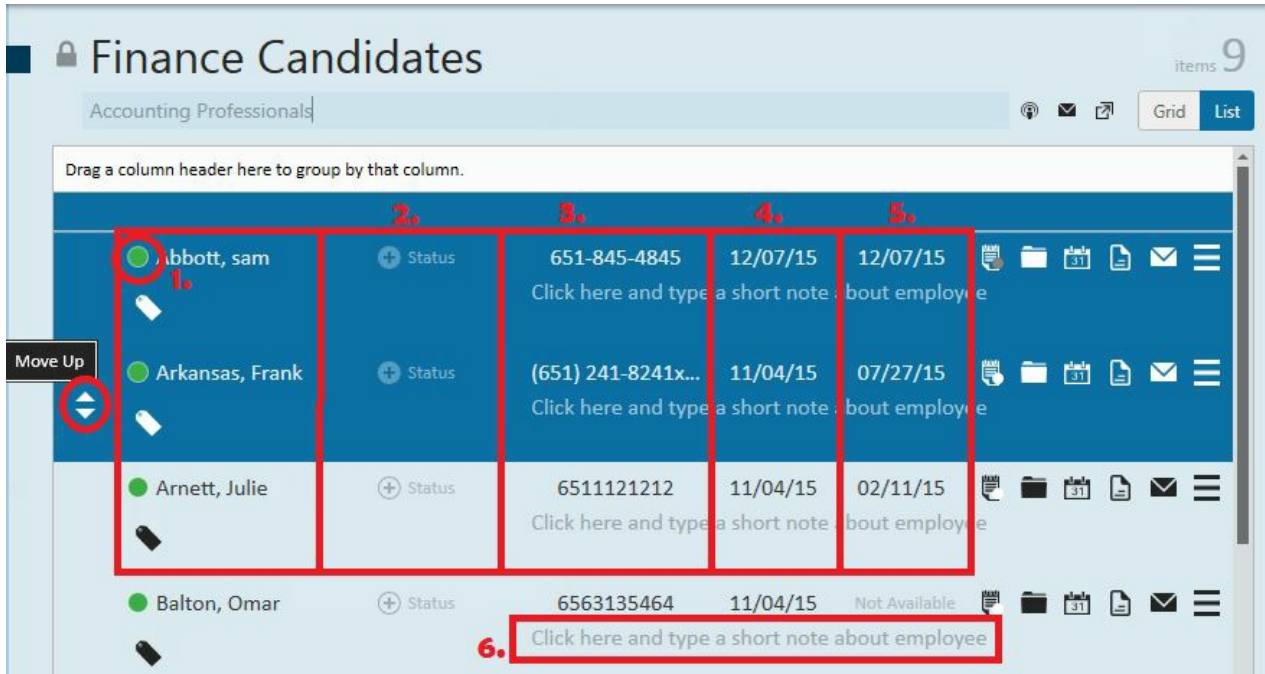 Finance Candidates
items 9
Accounting Professionals
Grid List
Drag a column header here to group by that column.
2. 3. 4. 5.
Abbott, sam Status 651-845-4845 12/07/15 12/07/15 31
1.
Click here and type a short note about employee
Move Up
Arkansas, Frank Status (651) 241-8241x... 11/04/15 07/27/15 31
Click here and type a short note about employee
Arnett, Julie Status 6511121212 11/04/15 02/11/15 31
Click here and type a short note about employee
Balton, Omar Status 6563135464 11/04/15 Not Available 31
6. Click here and type a short note about employee